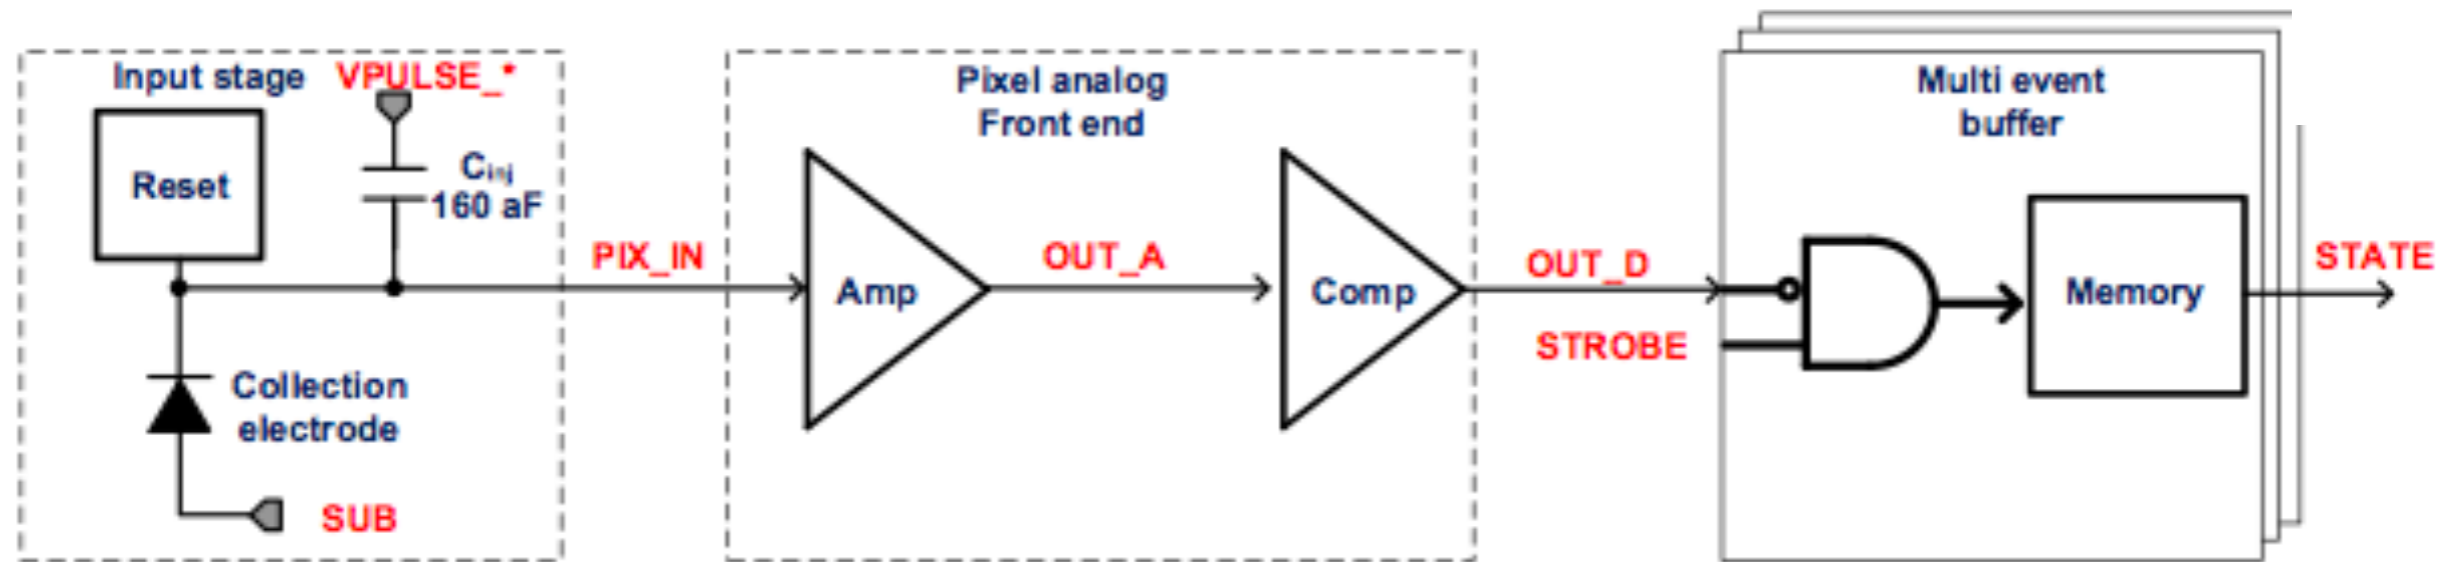 Input stage
VPULSE_*
Reset
Cinj
160 aF
Collection
electrode
SUB
PIX_IN
Pixel analog
Front end
Amp
OUT_A
Comp
OUT_D
STROBE
Multi event
buffer
Memory
STATE